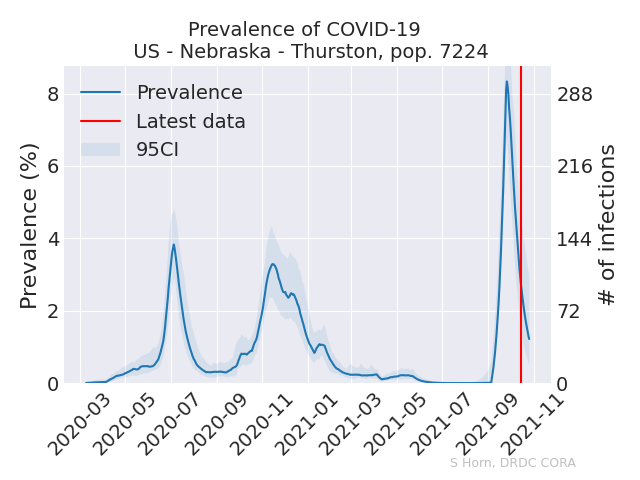 Prevalence of COVID-19
US - Nebraska - Thurston, pop. 7224
Prevalence
Latest data
95CI
Prevalence (%)
8
6
4
2
0
# of infections
288
216
144
72
0
2020-03
2020-05
2020-07
2020-09
2020-11
2021-01
2021-03
2021-05
2021-07
2021-09
2021-11
S Horn, DRDC CORA